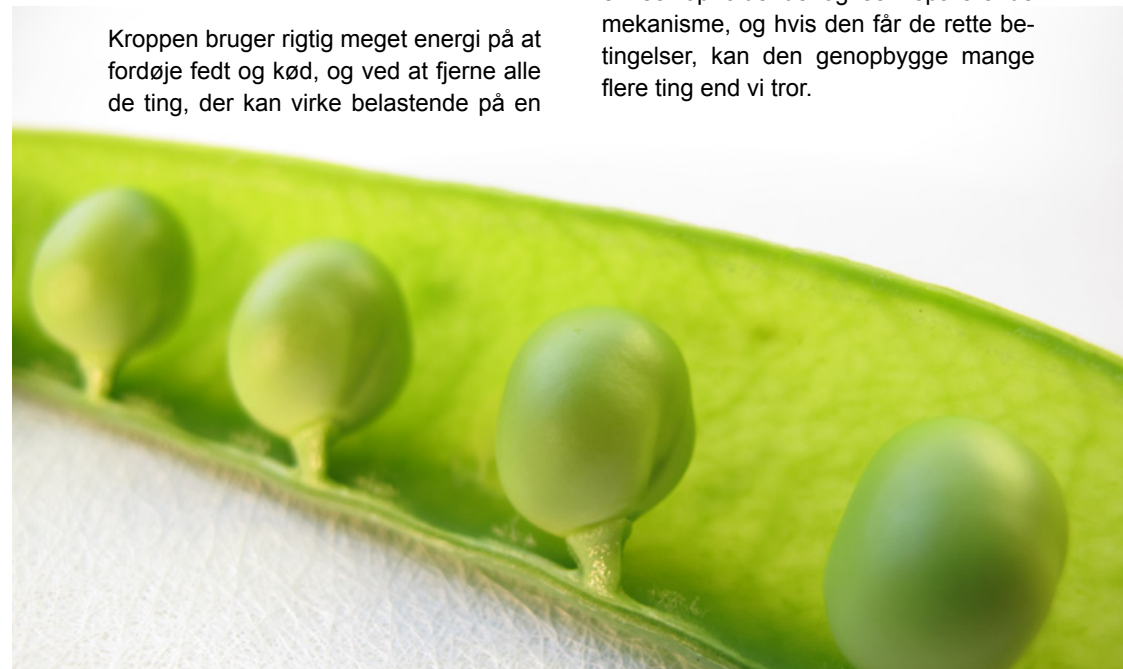 Kroppen bruger rigtig meget energi på at
fordøje fedt og kød, og ved at fjerne alle
de ting, der kan virke belastende på en
mekanisme, og hvis den får de rette be-
tingelser, kan den genopbygge mange
flere ting end vi tror.